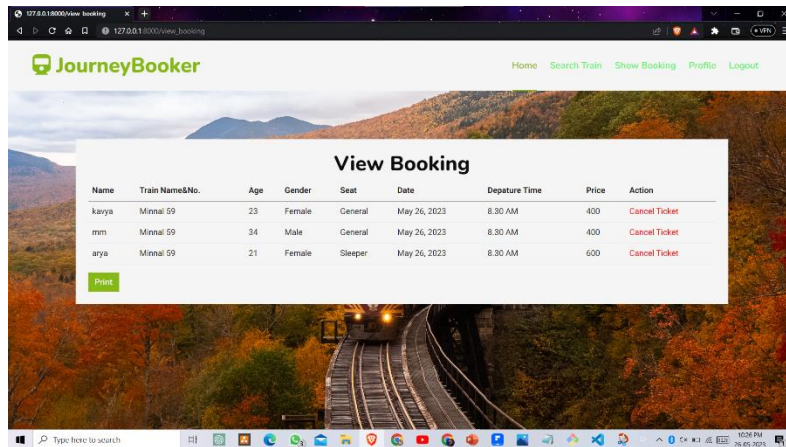 127.0.0.1:8000/view booking
127.0.0.1:8000/view_booking
VPN
JourneyBooker
Home Search Train Show Booking Profile Logout
View Booking
Name Train Name&No. Age Gender Seat Date Depature Time Price Action
kavya Minnal 59 23 Female General May 26, 2023 8.30 AM 400 Cancel Ticket
mm Minnal 59 34 Male General May 26, 2023 8.30 AM 400 Cancel Ticket
arya Minnal 59 21 Female Sleeper May 26, 2023 8.30 AM 600 Cancel Ticket
Print
Type here to search
10:26 PM
26-05-2023